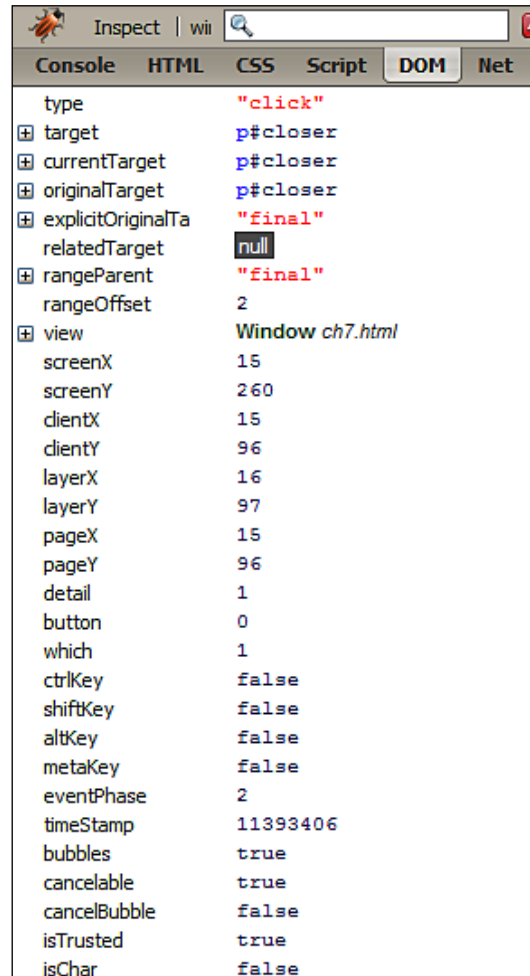 Inspect | wii
Console HTML CSS Script DOM Net
type "click"
target p#closer
currentTarget p#closer
originalTarget p#closer
explicitOriginalTa "final"
relatedTarget null
rangeParent "final"
rangeOffset 2
view Window ch7.html
screenX 15
screenY 260
clientX 15
clientY 96
layerX 16
layerY 97
pageX 15
pageY 96
detail 1
button 0
which 1
ctrlKey false
shiftKey false
altKey false
metaKey false
eventPhase 2
timeStamp 11393406
bubbles true
cancelable true
cancelBubble false
isTrusted true
isChar false